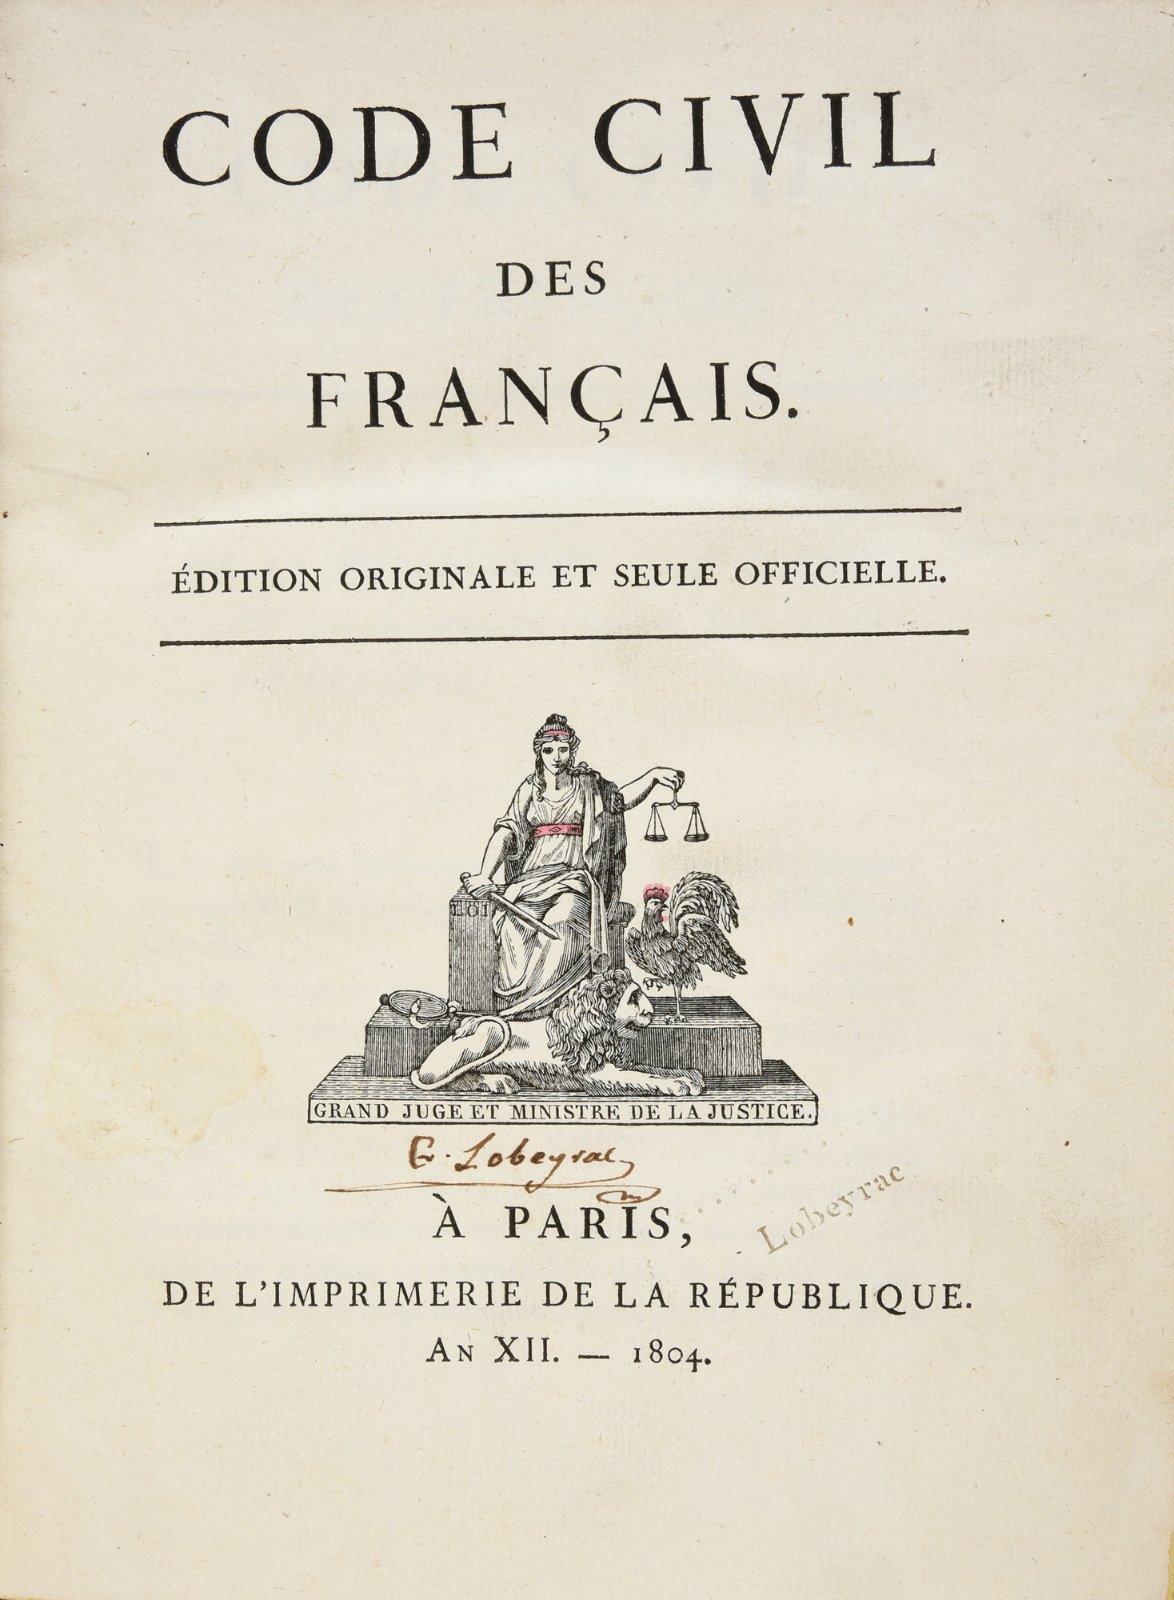 CODE CIVIL
DES
FRANÇAIS.
ÉDITION ORIGINALE ET SEULE OFFICIELLE.
LOI
GRAND JUGE ET MINISTRE DE LA JUSTICE.
G. Lobeyrac
À PARIS,
Lobeyrac
DE L'IMPRIMERIE DE LA RÉPUBLIQUE.
AN XII. — 1804.